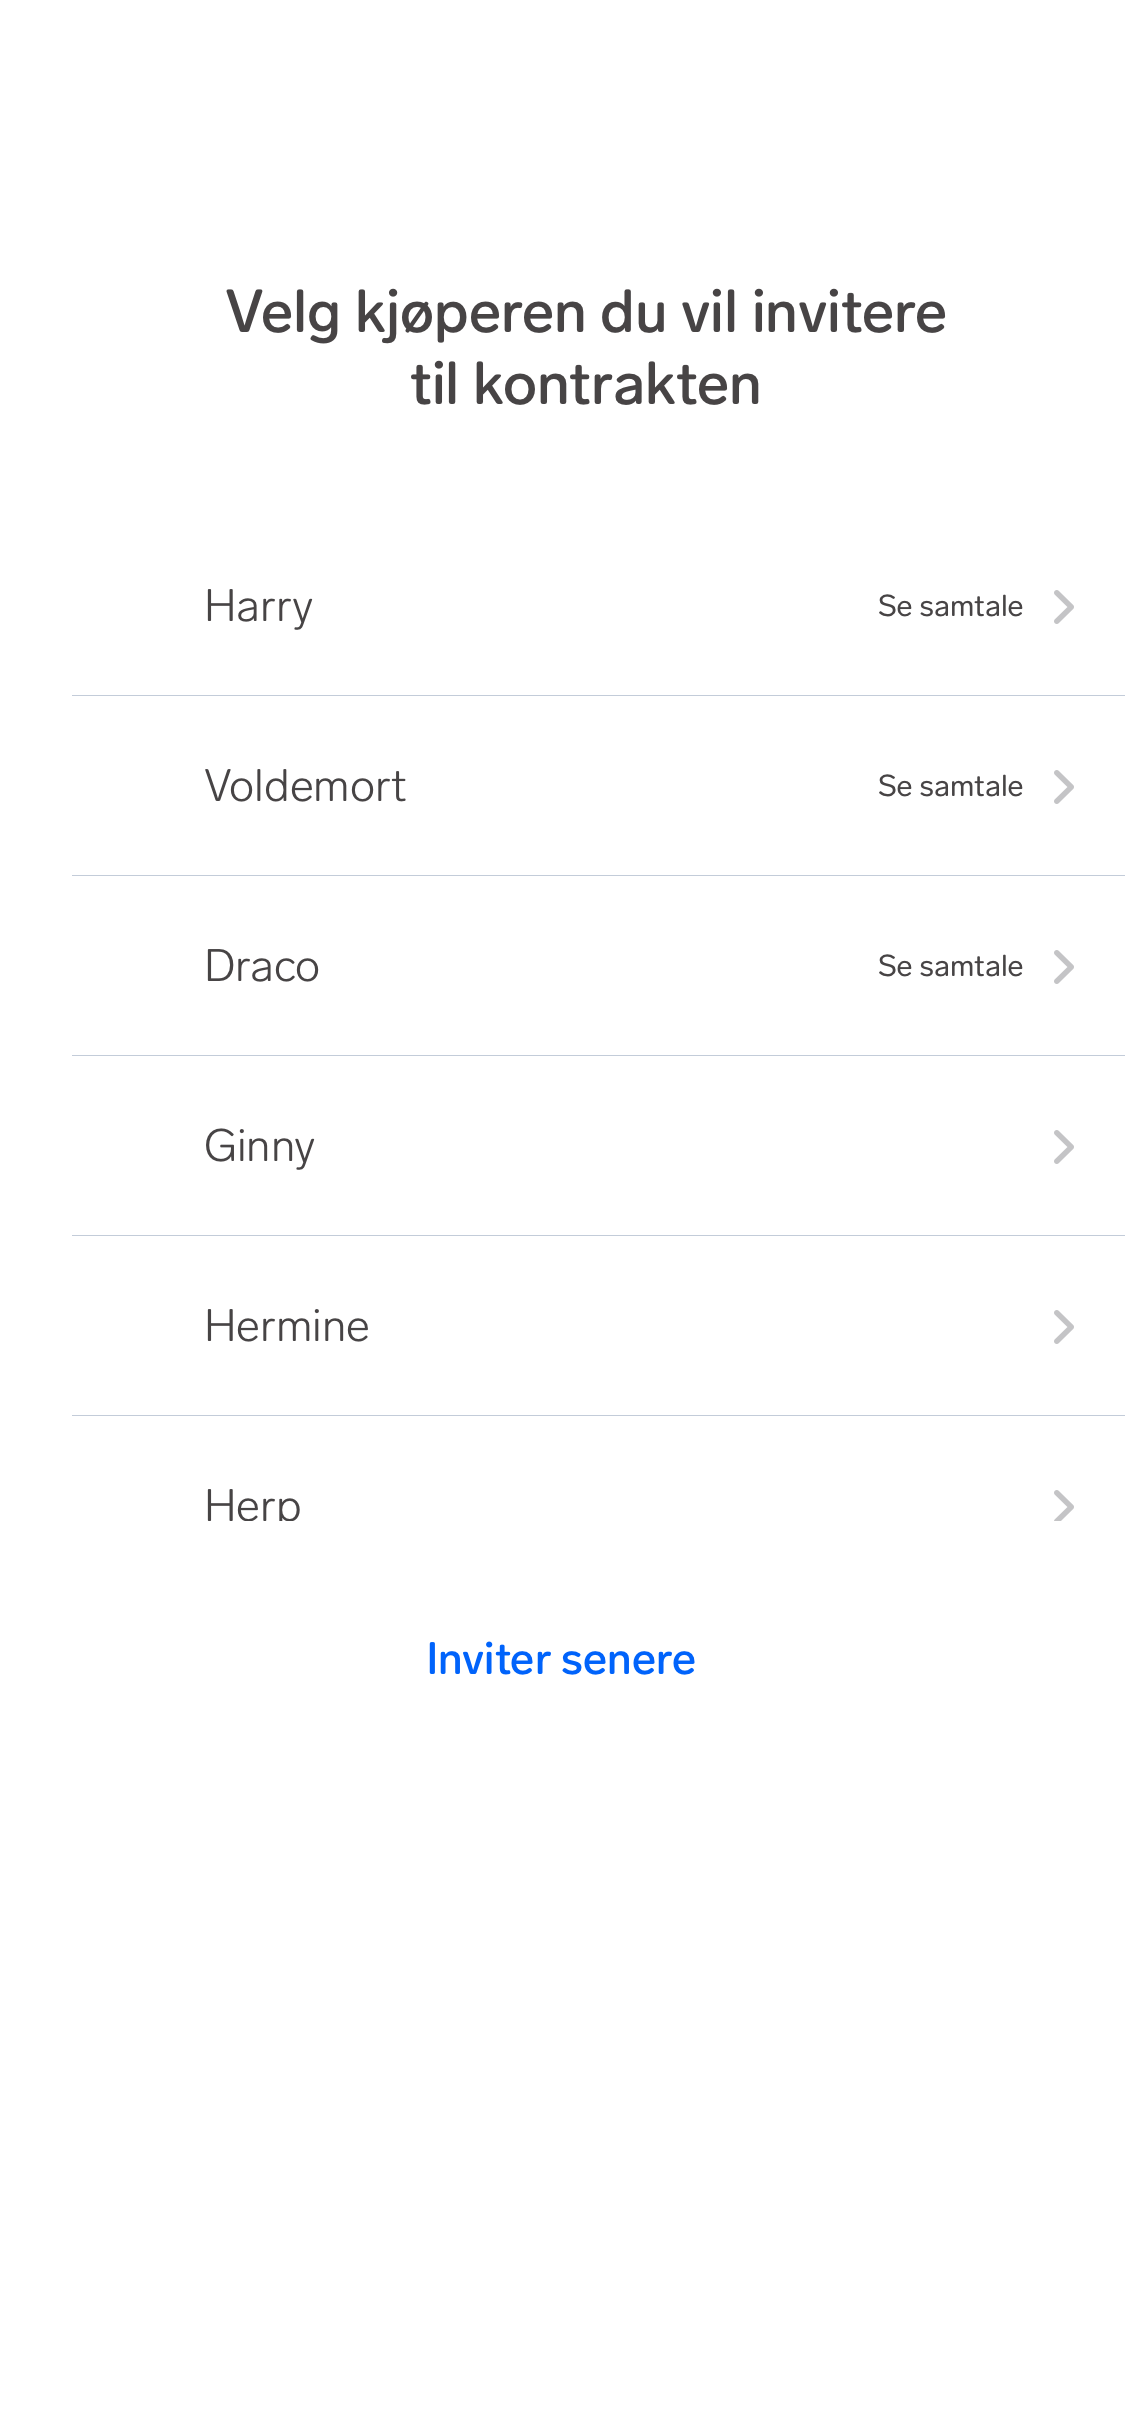 Velg kjøperen du vil invitere
til kontrakten
Harry Se samtale
Voldemort Se samtale
Draco Se samtale
Ginny
Hermine
Herp
Inviter senere